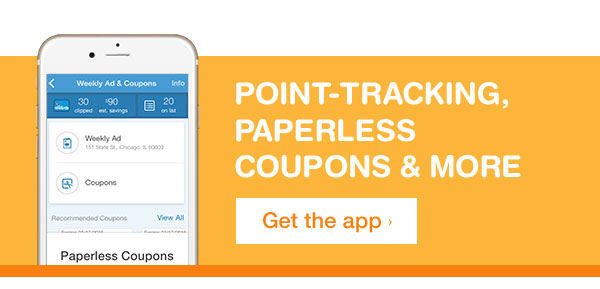 Weekly Ad & Coupons Info
30 $90 20
clipped est. savings on list
Weekly Ad
151 State St., Chicago, IL 60603
Coupons
Recommended Coupons View All
Paperless Coupons
POINT-TRACKING,
PAPERLESS
COUPONS & MORE
Get the app ›